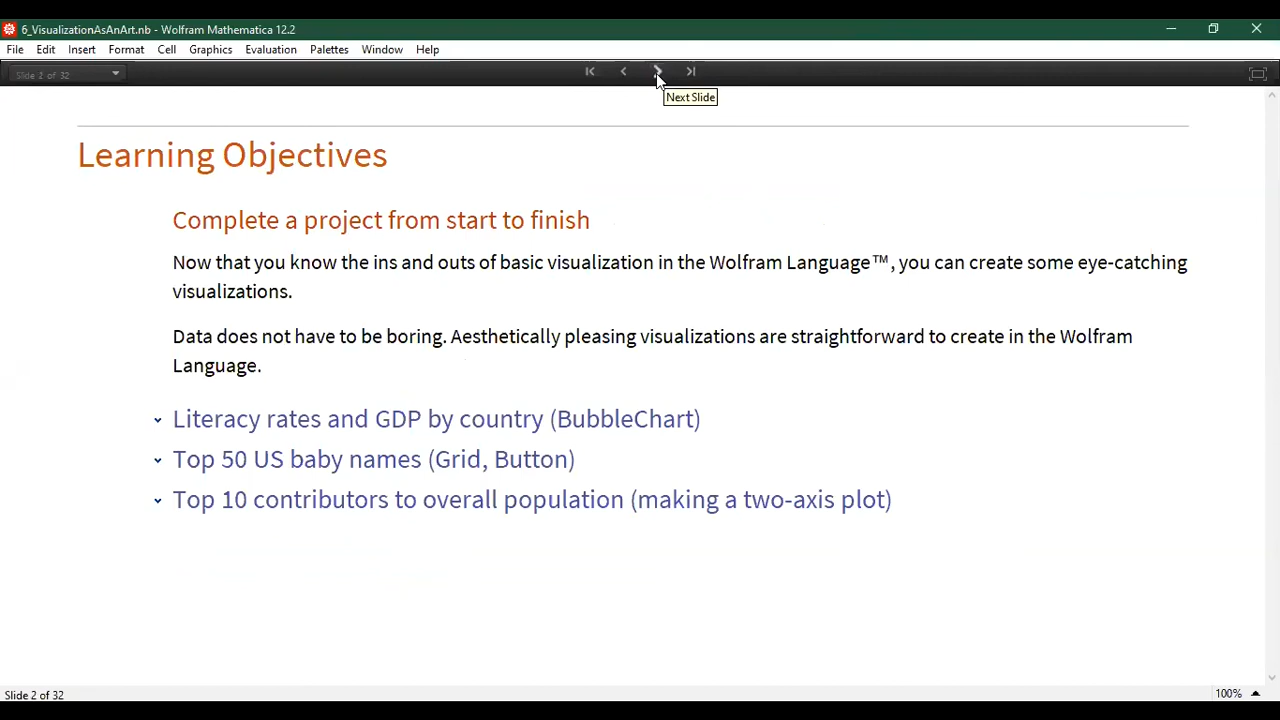 6_VisualizationAsAnArt.nb - Wolfram Mathematica 12.2
File Edit Insert Format Cell Graphics Evaluation Palettes Window Help
Slide 2 of 32
Next Slide
Learning Objectives
Complete a project from start to finish
Now that you know the ins and outs of basic visualization in the Wolfram Language™, you can create some eye-catching
visualizations.
Data does not have to be boring. Aesthetically pleasing visualizations are straightforward to create in the Wolfram
Language.
Literacy rates and GDP by country (BubbleChart)
Top 50 US baby names (Grid, Button)
Top 10 contributors to overall population (making a two-axis plot)
Slide 2 of 32
100%